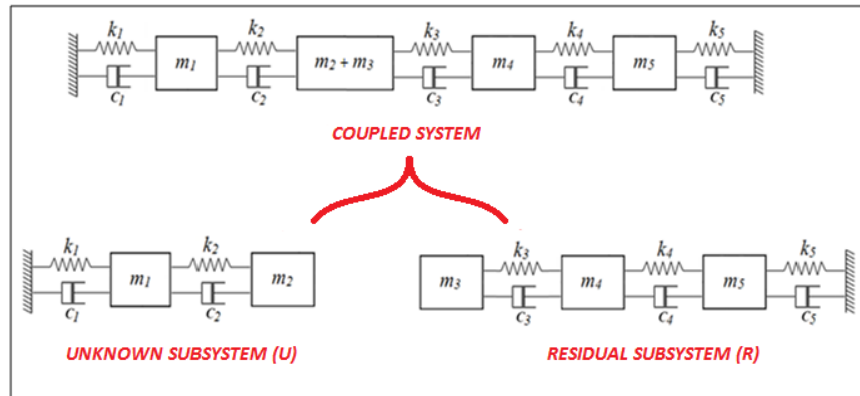 k1 k2 k3 k4 k5
m1 m2 + m3 m4 m5
c1 c2 c3 c4 c5
COUPLED SYSTEM
k1 k2
m1 m2
c1 c2
UNKNOWN SUBSYSTEM (U)
k3 k4 k5
m3 m4 m5
c3 c4 c5
RESIDUAL SUBSYSTEM (R)